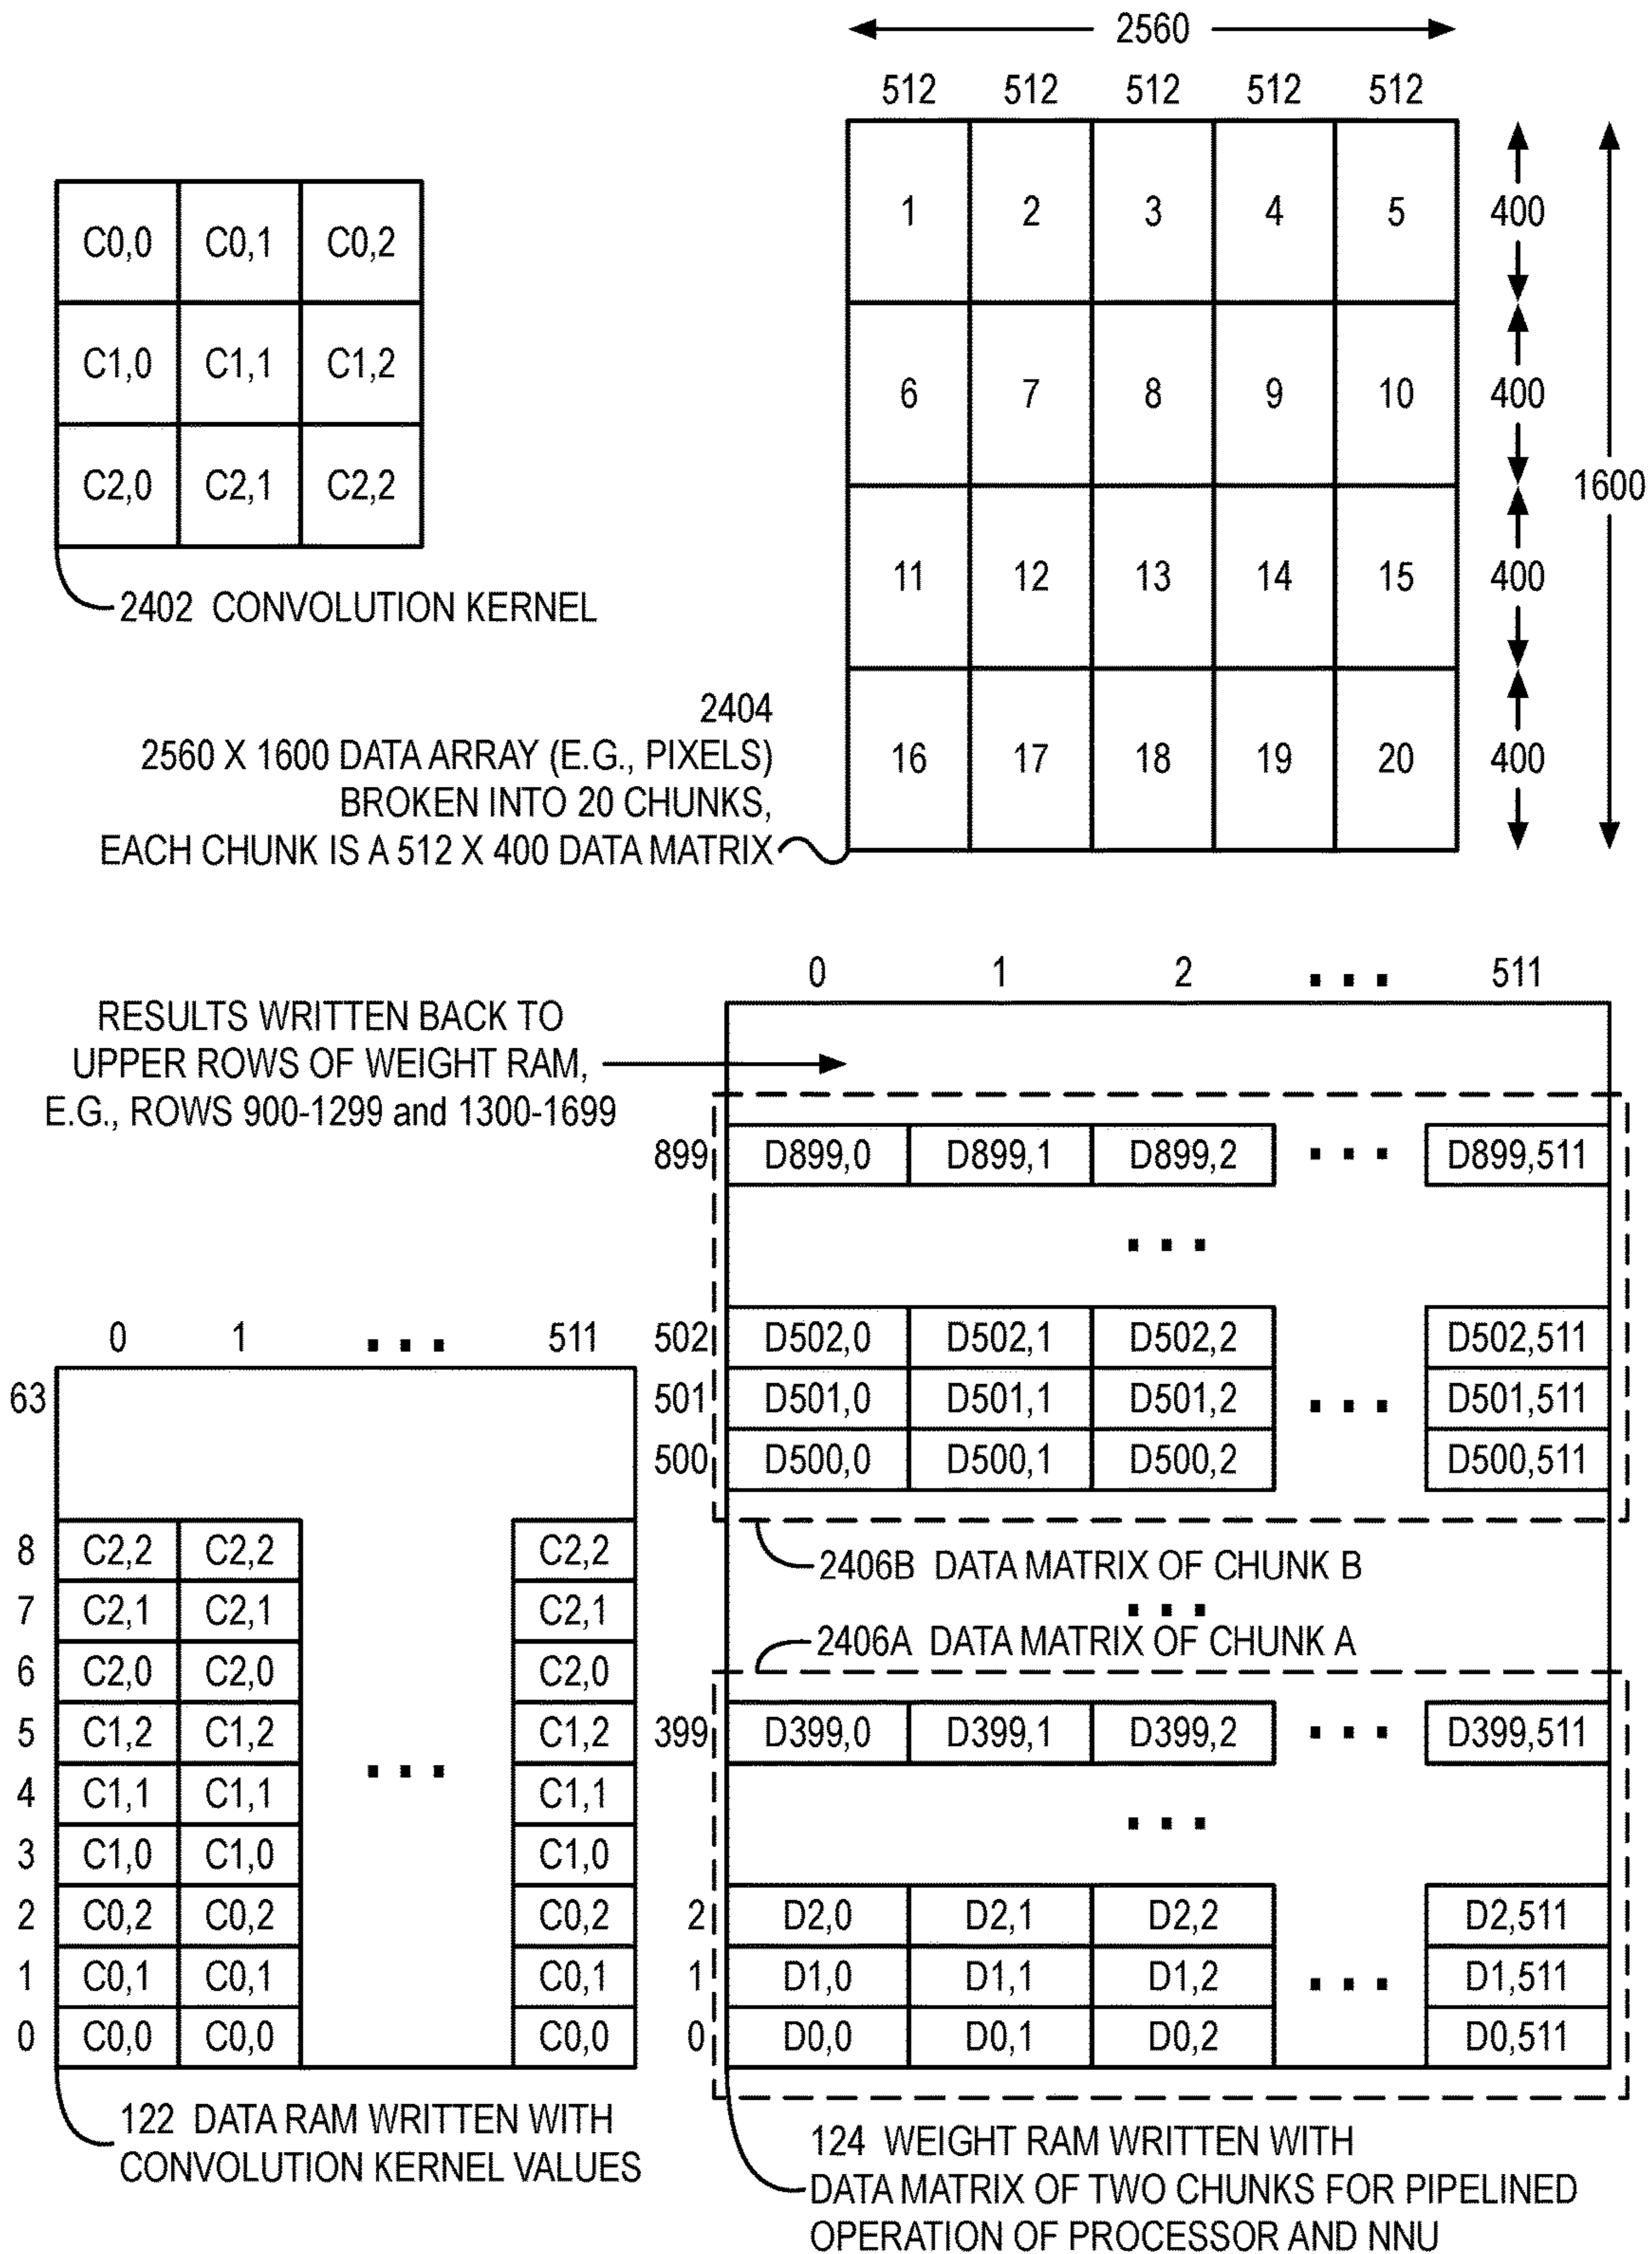 2560
512 512 512 512 512
C0,0 C0,1 C0,2
C1,0 C1,1 C1,2
C2,0 C2,1 C2,2
2402 CONVOLUTION KERNEL
1 2 3 4 5 400
6 7 8 9 10 400
1600
11 12 13 14 15 400
16 17 18 19 20 400
2404
2560 X 1600 DATA ARRAY (E.G., PIXELS)
BROKEN INTO 20 CHUNKS,
EACH CHUNK IS A 512 X 400 DATA MATRIX
RESULTS WRITTEN BACK TO
UPPER ROWS OF WEIGHT RAM,
E.G., ROWS 900-1299 and 1300-1699
0 1 ... 511
63
8 C2,2 C2,2 C2,2
7 C2,1 C2,1 C2,1
6 C2,0 C2,0 C2,0
5 C1,2 C1,2 C1,2
4 C1,1 C1,1 ... C1,1
3 C1,0 C1,0 C1,0
2 C0,2 C0,2 C0,2
1 C0,1 C0,1 C0,1
0 C0,0 C0,0 C0,0
122 DATA RAM WRITTEN WITH
CONVOLUTION KERNEL VALUES
0 1 2 ... 511
899 D899,0 D899,1 D899,2 ... D899,511
...
502 D502,0 D502,1 D502,2 D502,511
501 D501,0 D501,1 D501,2 ... D501,511
500 D500,0 D500,1 D500,2 D500,511
2406B DATA MATRIX OF CHUNK B
...
2406A DATA MATRIX OF CHUNK A
399 D399,0 D399,1 D399,2 ... D399,511
...
2 D2,0 D2,1 D2,2 D2,511
1 D1,0 D1,1 D1,2 ... D1,511
0 D0,0 D0,1 D0,2 D0,511
124 WEIGHT RAM WRITTEN WITH
DATA MATRIX OF TWO CHUNKS FOR PIPELINED
OPERATION OF PROCESSOR AND NNU